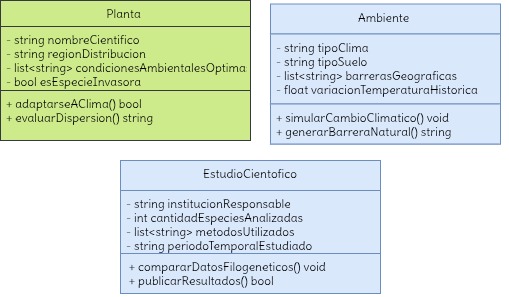 Planta
- string nombreCientifico
- string regionDistribucion
- list<string> condicionesAmbientalesOptima
- bool esEspecieInvasora
+ adaptarseAClima() bool
+ evaluarDispersion() string
Ambiente
- string tipoClima
- string tipoSuelo
- list<string> barrerasGeograficas
- float variacionTemperaturaHistorica
+ simularCambioClimatico() void
+ generarBarreraNatural() string
EstudioCientofico
- string institucionResponsable
- int cantidadEspeciesAnalizadas
- list<string> metodosUtilizados
- string periodoTemporalEstudiado
+ compararDatosFilogeneticos() void
+ publicarResultados() bool